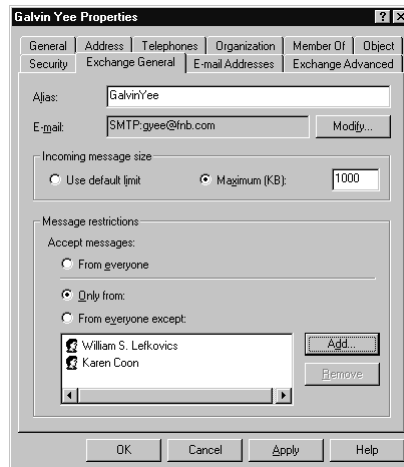 Galvin Yee Properties
General Address Telephones Organization Member Of Object
Security Exchange General E-mail Addresses Exchange Advanced
Alias: GalvinYee
E-mail: SMTP:gyee@fnb.com Modify...
Incoming message size
Use default limit Maximum (KB): 1000
Message restrictions
Accept messages:
From everyone
Only from:
From everyone except:
William S. Lefkovics Add...
Karen Coon
Remove
OK Cancel Apply Help